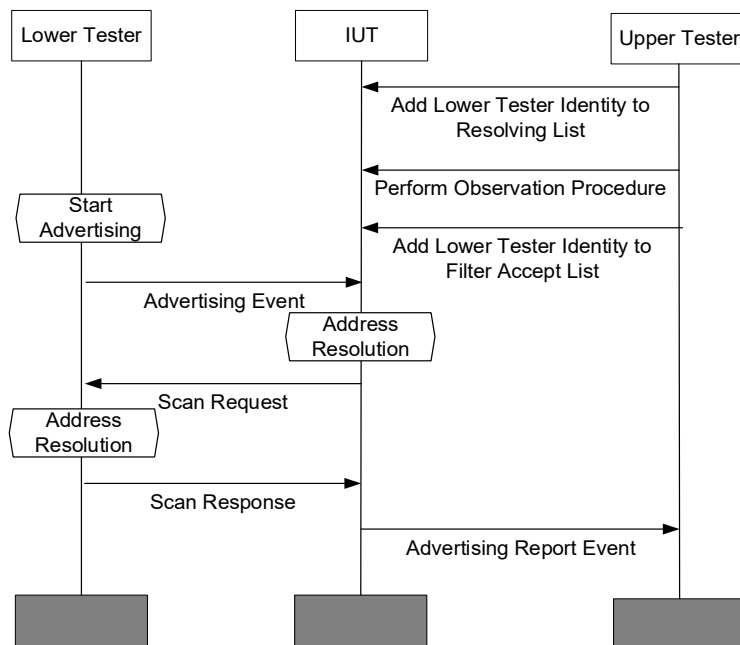 Lower Tester
IUT
Upper Tester
Add Lower Tester Identity to
Resolving List
Perform Observation Procedure
Start
Advertising
Add Lower Tester Identity to
Filter Accept List
Advertising Event
Address
Resolution
Scan Request
Address
Resolution
Scan Response
Advertising Report Event